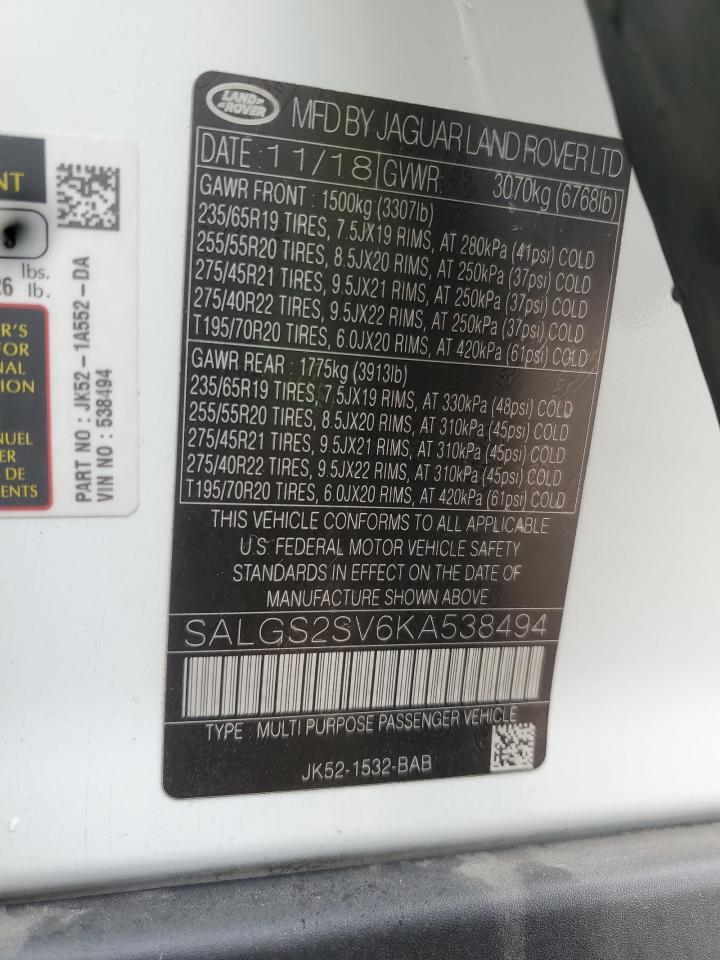 LAND
ROVER
MFD BY JAGUAR LAND ROVER LTD
DATE: 11/18 GVWR: 3070kg (6768lb)
GAWR FRONT : 1500kg (3307lb)
235/65R19 TIRES, 7.5JX19 RIMS, AT 280kPa (41psi) COLD
255/55R20 TIRES, 8.5JX20 RIMS, AT 250kPa (37psi) COLD
275/45R21 TIRES, 9.5JX21 RIMS, AT 250kPa (37psi) COLD
275/40R22 TIRES, 9.5JX22 RIMS, AT 250kPa (37psi) COLD
T195/70R20 TIRES, 6.0JX20 RIMS, AT 420kPa (61psi) COLD
GAWR REAR : 1775kg (3913lb)
235/65R19 TIRES, 7.5JX19 RIMS, AT 330kPa (48psi) COLD
255/55R20 TIRES, 8.5JX20 RIMS, AT 310kPa (45psi) COLD
275/45R21 TIRES, 9.5JX21 RIMS, AT 310kPa (45psi) COLD
275/40R22 TIRES, 9.5JX22 RIMS, AT 310kPa (45psi) COLD
T195/70R20 TIRES, 6.0JX20 RIMS, AT 420kPa (61psi) COLD
THIS VEHICLE CONFORMS TO ALL APPLICABLE
U.S. FEDERAL MOTOR VEHICLE SAFETY
STANDARDS IN EFFECT ON THE DATE OF
MANUFACTURE SHOWN ABOVE
SALGS2SV6KA538494
TYPE : MULTI PURPOSE PASSENGER VEHICLE
JK52-1532-BAB
NT
lbs.
26 lb.
ER'S
FOR
NAL
E
NUEL
ER
S DE
MENTS
PART NO : JK52-1A552-DA
VIN NO : 538494